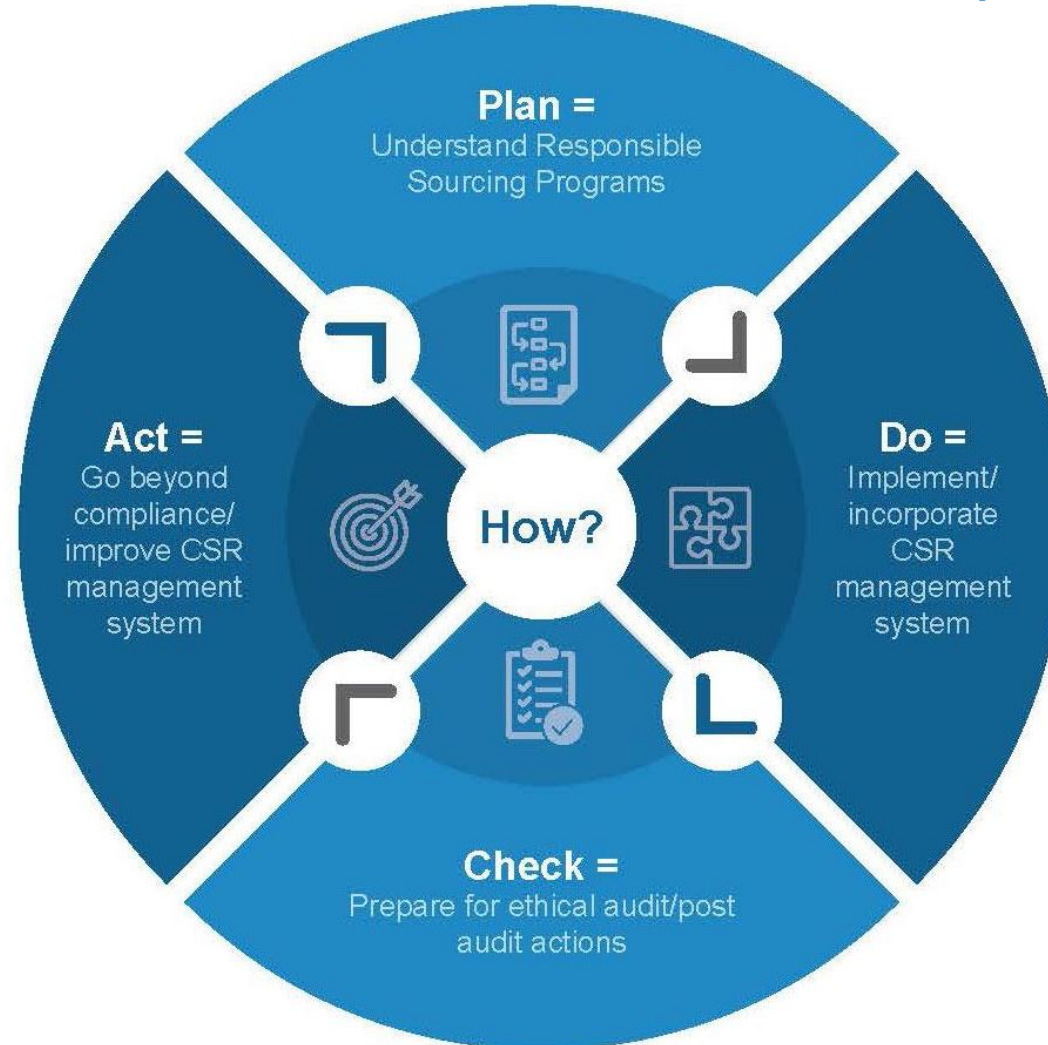 Plan =
Understand Responsible
Sourcing Programs
Act =
Go beyond
compliance/
improve CSR
management
system
How?
Do =
Implement/
incorporate
CSR
management
system
Check =
Prepare for ethical audit/post
audit actions